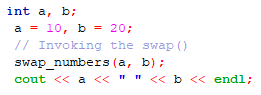 int a, b;
a = 10, b = 20;
// Invoking the swap()
swap_numbers(a, b);
cout << a << " " << b << endl;